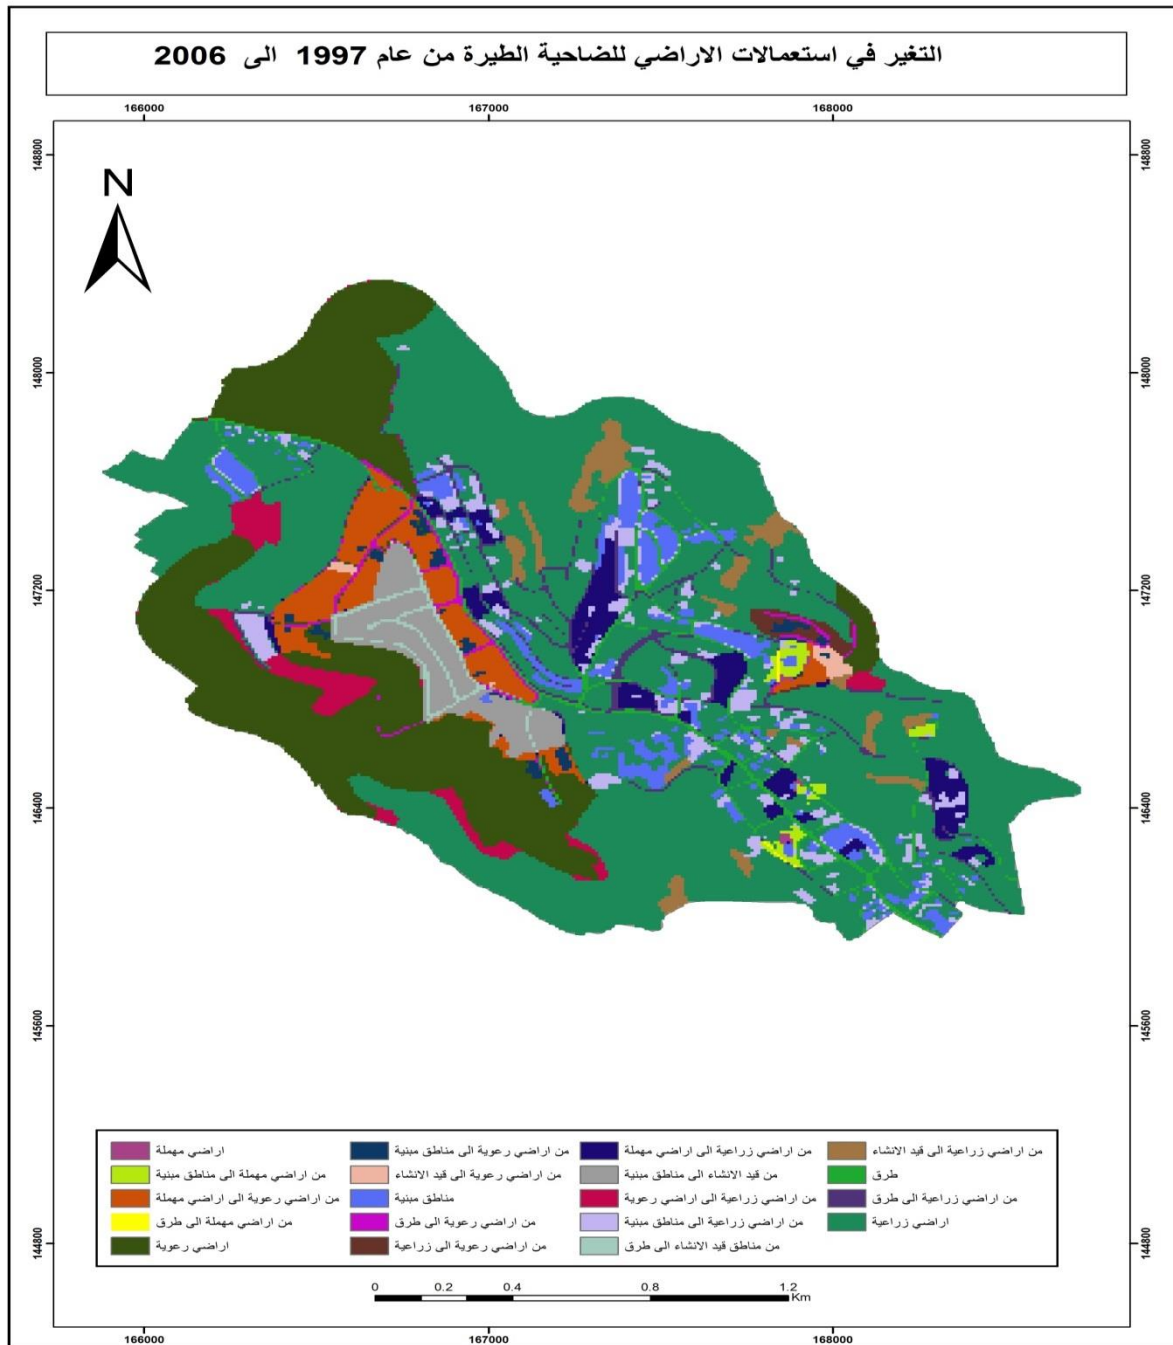 التغير في استعمالات الاراضي للضاحية الطيرة من عام 1997 الى 2006
166000 167000 168000
N
148800 148800
148000 148000
147200 147200
146400 146400
145600 145600
144800 144800
اراضي مهملة
من اراضي مهملة الى مناطق مبنية
من اراضي رعوية الى اراضي مهملة
من اراضي مهملة الى طرق
اراضي رعوية
من اراضي رعوية الى مناطق مبنية
من اراضي رعوية الى قيد الانشاء
مناطق مبنية
من اراضي رعوية الى طرق
من اراضي رعوية الى زراعية
من اراضي زراعية الى اراضي مهملة
من قيد الانشاء الى مناطق مبنية
من اراضي زراعية الى اراضي رعوية
من اراضي زراعية الى مناطق مبنية
من مناطق قيد الانشاء الى طرق
من اراضي زراعية الى قيد الانشاء
طرق
من اراضي زراعية الى طرق
اراضي زراعية
0 0.2 0.4 0.8 1.2
Km
166000 167000 168000